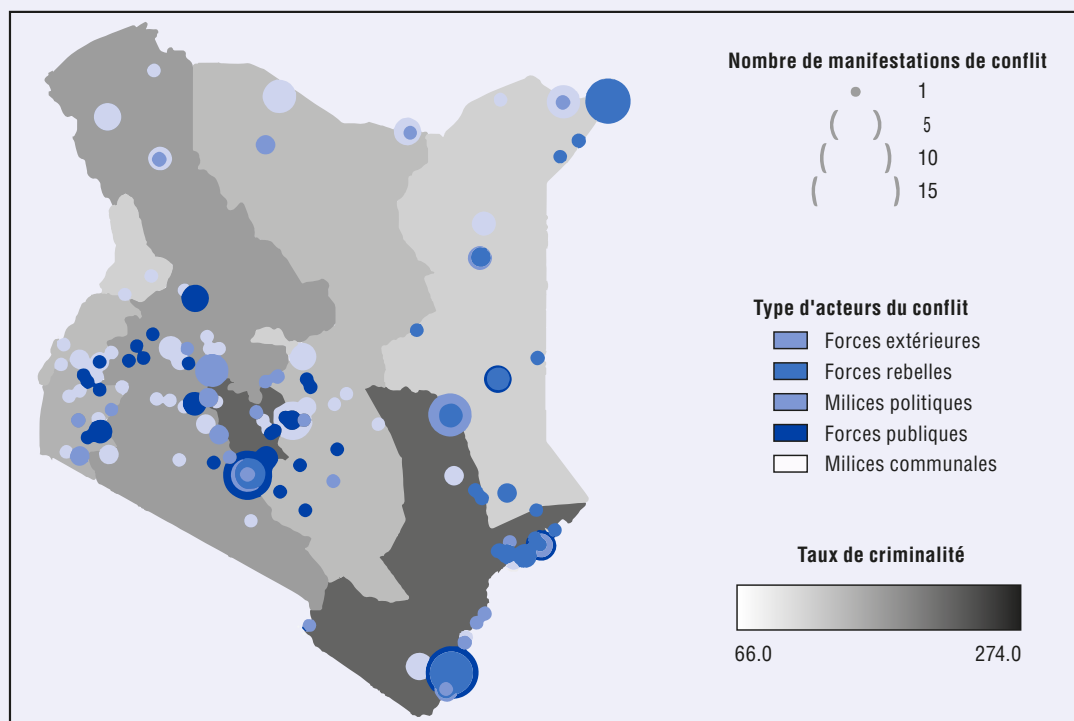 Nombre de manifestations de conflit
1
5
10
15
Type d'acteurs du conflit
Forces extérieures
Forces rebelles
Milices politiques
Forces publiques
Milices communales
Taux de criminalité
66.0 274.0